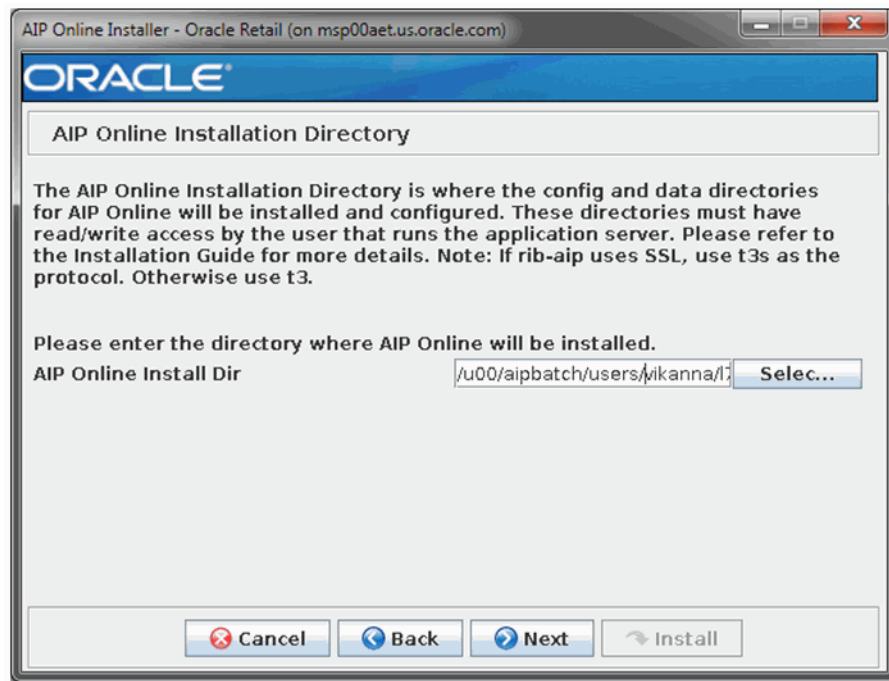 AIP Online Installer - Oracle Retail (on msp00aet.us.oracle.com)
ORACLE®
AIP Online Installation Directory
The AIP Online Installation Directory is where the config and data directories
for AIP Online will be installed and configured. These directories must have
read/write access by the user that runs the application server. Please refer to
the Installation Guide for more details. Note: If rib-aip uses SSL, use t3s as the
protocol. Otherwise use t3.
Please enter the directory where AIP Online will be installed.
AIP Online Install Dir /u00/aipbatch/users/vikanna/ Selec...
Cancel Back Next Install